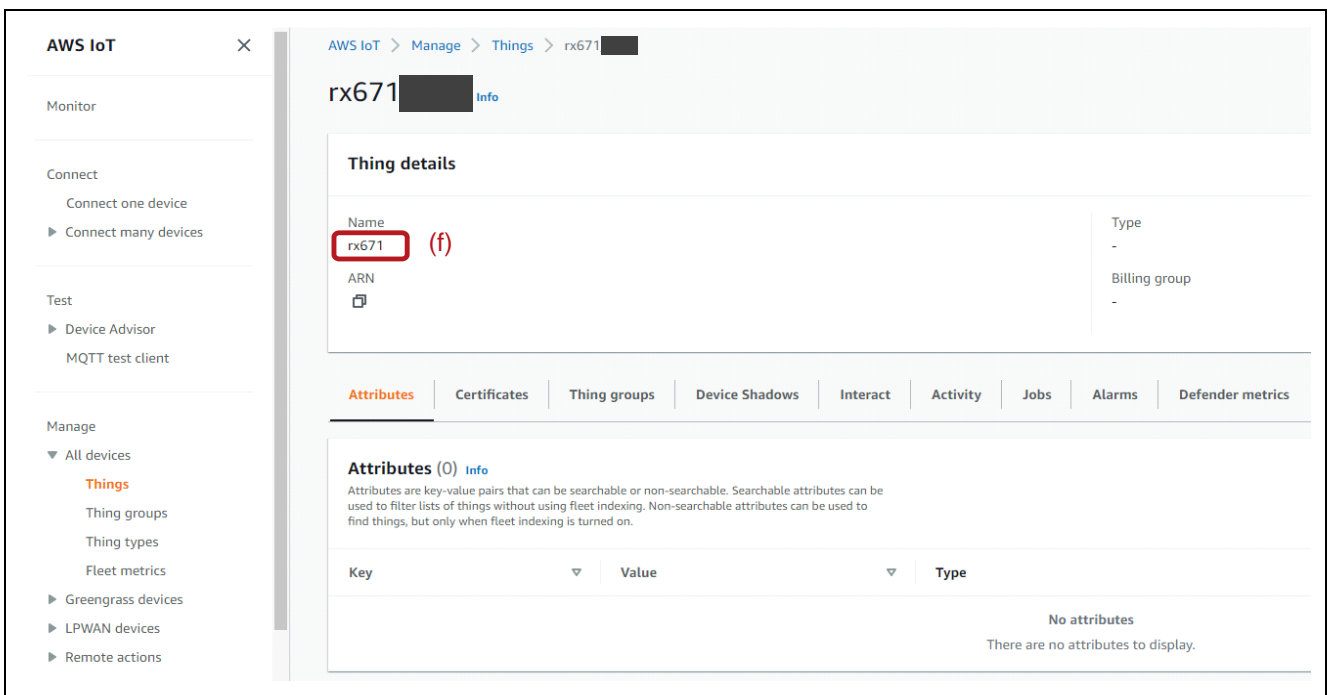 AWS IoT
Monitor
Connect
Connect one device
Connect many devices
Test
Device Advisor
MQTT test client
Manage
All devices
Things
Thing groups
Thing types
Fleet metrics
Greengrass devices
LPWAN devices
Remote actions
AWS IoT > Manage > Things > rx671
rx671 Info
Thing details
Name
rx671 (f)
ARN
Type
-
Billing group
-
Attributes Certificates Thing groups Device Shadows Interact Activity Jobs Alarms Defender metrics
Attributes (0) Info
Attributes are key-value pairs that can be searchable or non-searchable. Searchable attributes can be
used to filter lists of things without using fleet indexing. Non-searchable attributes can be used to
find things, but only when fleet indexing is turned on.
Key Value Type
No attributes
There are no attributes to display.